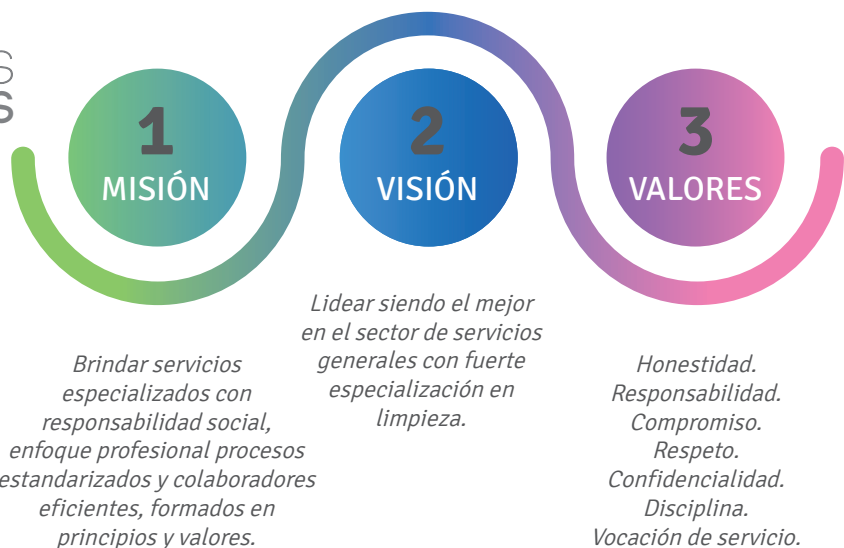 1
MISIÓN
Brindar servicios
especializados con
responsabilidad social,
enfoque profesional procesos
estandarizados y colaboradores
eficientes, formados en
principios y valores.
2
VISIÓN
Lidear siendo el mejor
en el sector de servicios
generales con fuerte
especialización en
limpieza.
3
VALORES
Honestidad.
Responsabilidad.
Compromiso.
Respeto.
Confidencialidad.
Disciplina.
Vocación de servicio.